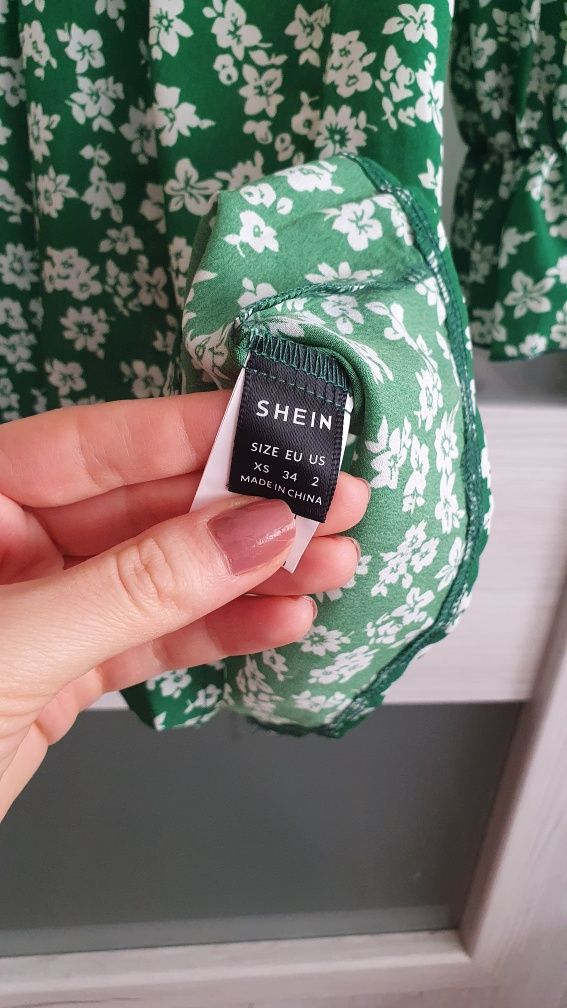 SHEIN
SIZE EU US
XS 34 2
MADE IN CHINA